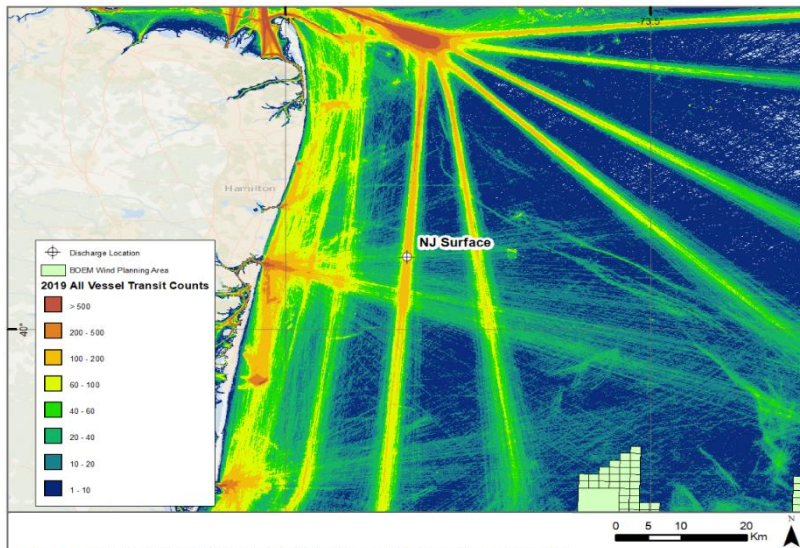 74°
-73.5°
Hamilton
NJ Surface
Discharge Location
BOEM Wind Planning Area
2019 All Vessel Transit Counts
> 500
200 - 500
100 - 200
60 - 100
40 - 60
20 - 40
10 - 20
1 - 10
40°
N
0 5 10 20
Km